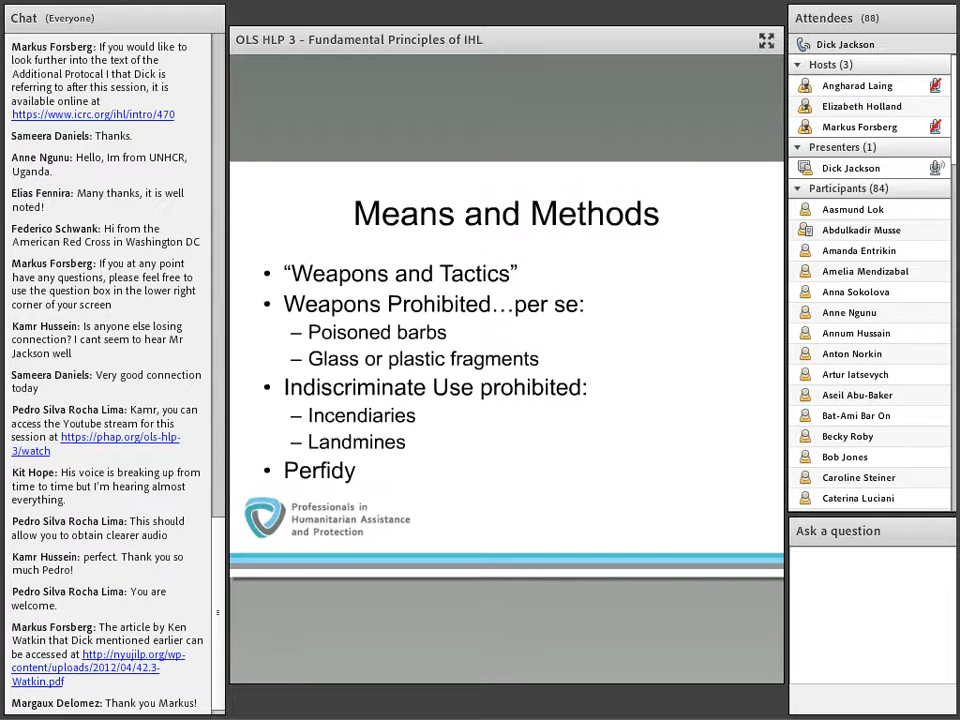 Chat (Everyone)
Markus Forsberg: If you would like to
look further into the text of the
Additional Protocal I that Dick is
referring to after this session, it is
available online at
https://www.icrc.org/ihl/intro/470
Sameera Daniels: Thanks.
Anne Ngunu: Hello, Im from UNHCR,
Uganda.
Elias Fennira: Many thanks, it is well
noted!
Federico Schwank: Hi from the
American Red Cross in Washington DC
Markus Forsberg: If you at any point
have any questions, please feel free to
use the question box in the lower right
corner of your screen
Kamr Hussein: Is anyone else losing
connection? I cant seem to hear Mr
Jackson well
Sameera Daniels: Very good connection
today
Pedro Silva Rocha Lima: Kamr, you can
access the Youtube stream for this
session at https://phap.org/ols-hlp-
3/watch
Kit Hope: His voice is breaking up from
time to time but I'm hearing almost
everything.
Pedro Silva Rocha Lima: This should
allow you to obtain clearer audio
Kamr Hussein: perfect. Thank you so
much Pedro!
Pedro Silva Rocha Lima: You are
welcome.
Markus Forsberg: The article by Ken
Watkin that Dick mentioned earlier can
be accessed at http://nyujilp.org/wp-
content/uploads/2012/04/42.3-
Watkin.pdf
Margaux Delomez: Thank you Markus!
OLS HLP 3 - Fundamental Principles of IHL
Means and Methods
• “Weapons and Tactics”
• Weapons Prohibited…per se:
– Poisoned barbs
– Glass or plastic fragments
• Indiscriminate Use prohibited:
– Incendiaries
– Landmines
• Perfidy
Professionals in
Humanitarian Assistance
and Protection
Attendees (88)
Dick Jackson
Hosts (3)
Angharad Laing
Elizabeth Holland
Markus Forsberg
Presenters (1)
Dick Jackson
Participants (84)
Aasmund Lok
Abdulkadir Musse
Amanda Entrikin
Amelia Mendizabal
Anna Sokolova
Anne Ngunu
Annum Hussain
Anton Norkin
Artur Iatsevych
Aseil Abu-Baker
Bat-Ami Bar On
Becky Roby
Bob Jones
Caroline Steiner
Caterina Luciani
Ask a question